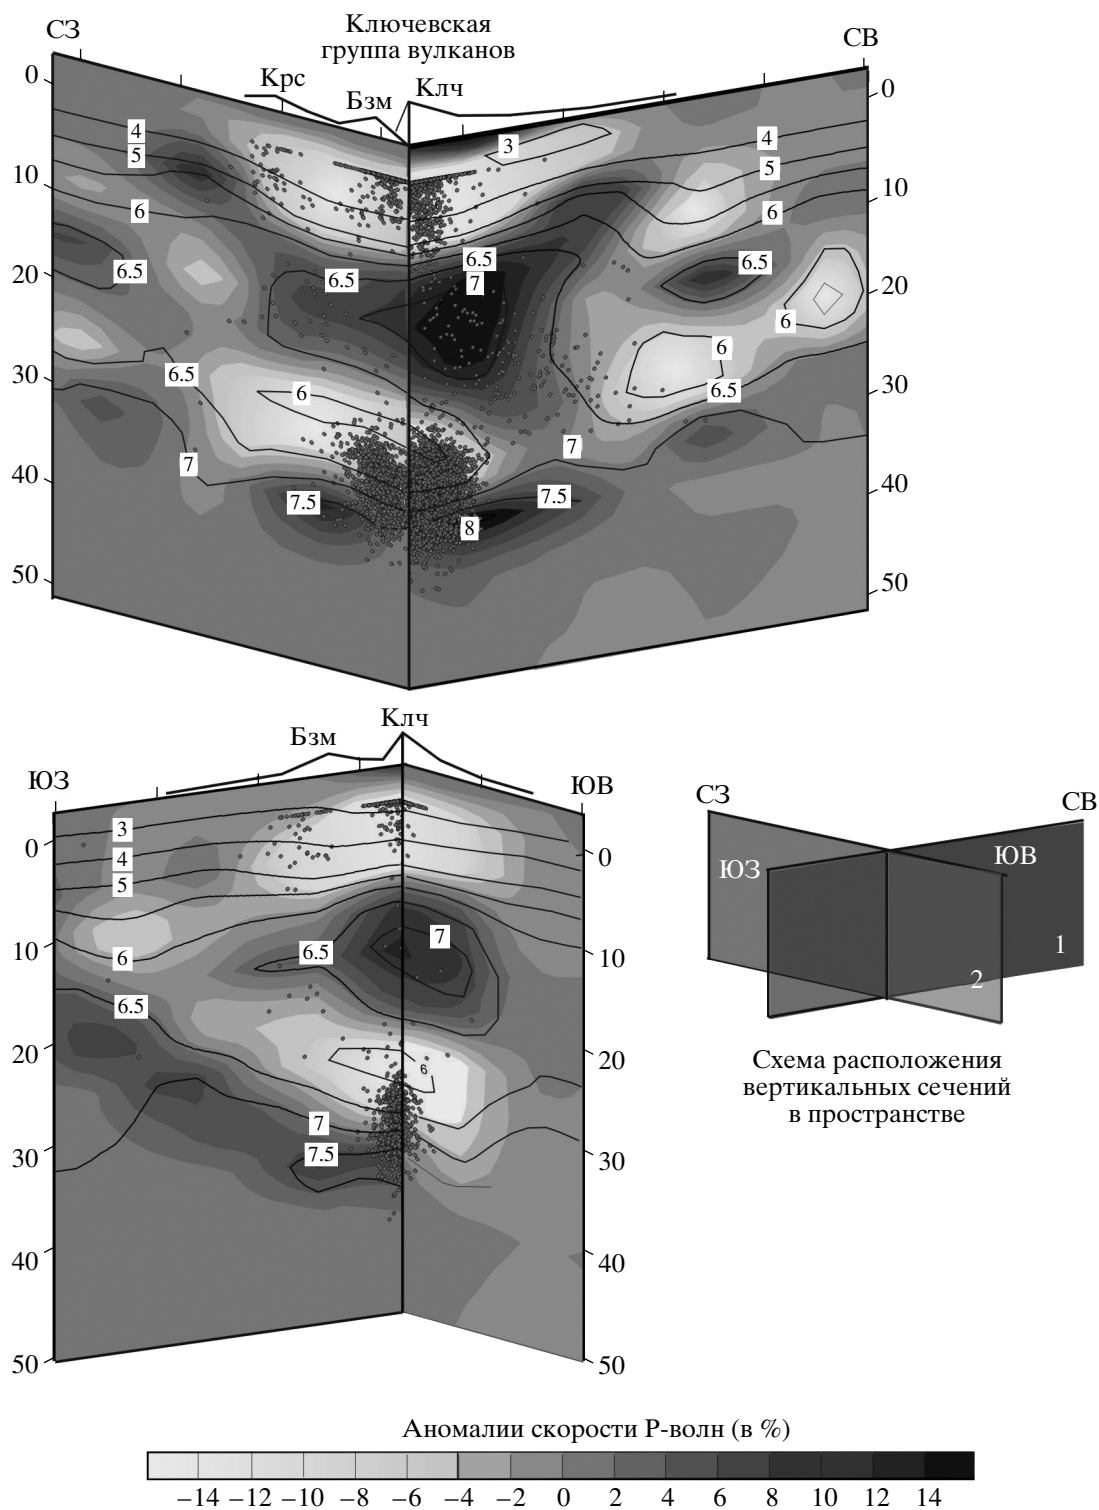 СЗ
Ключевская
группа вулканов
СВ
Крс
Бзм
Клч
0
10
20
30
40
50
0
10
20
30
40
50
4
5
6
6.5
6.5
6.5
6
7
7.5
3
4
5
6
6.5
7
6.5
6
6
6.5
7
7.5
8
Клч
Бзм
ЮЗ
ЮВ
0
10
20
30
40
50
0
10
20
30
40
50
3
4
5
6
6.5
6.5
7
6
7
7.5
СЗ
СВ
ЮЗ
ЮВ
1
2
Схема расположения
вертикальных сечений
в пространстве
Аномалии скорости P-волн (в %)
−14 −12 −10 −8 −6 −4 −2 0 2 4 6 8 10 12 14